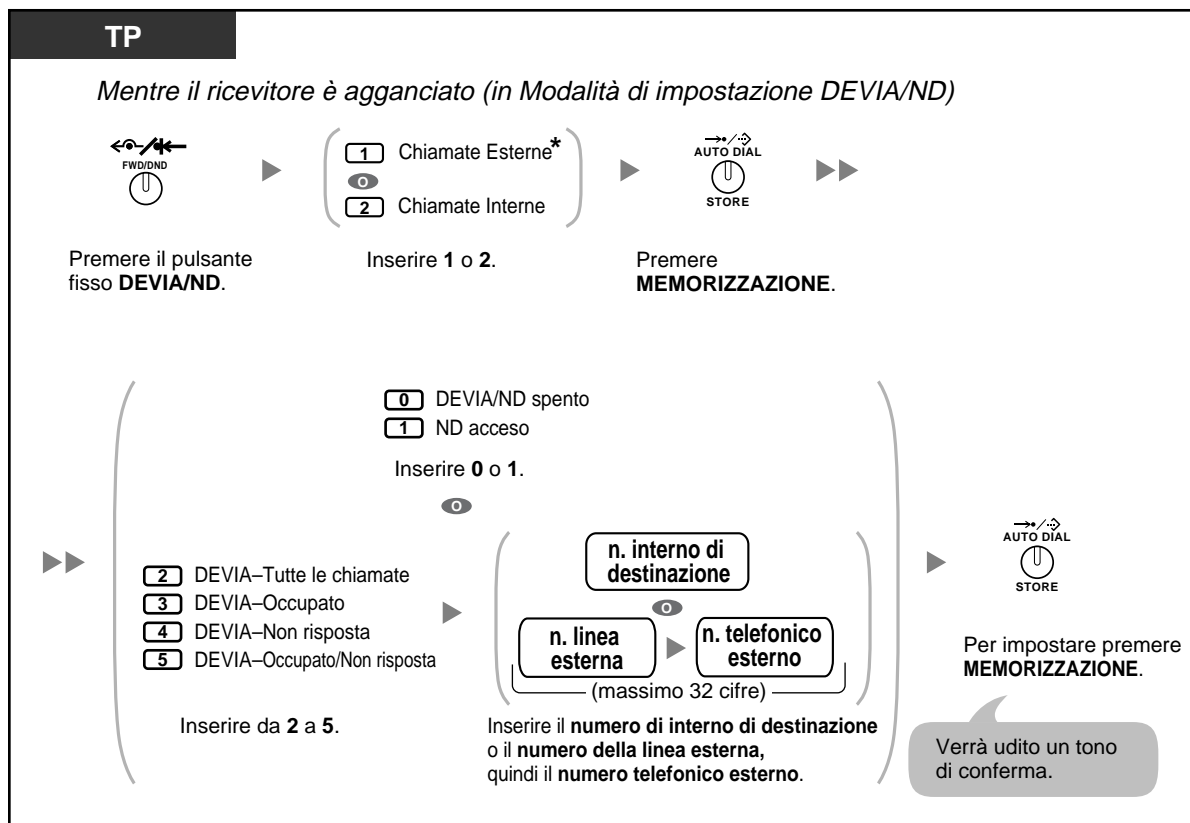 TP
Mentre il ricevitore è agganciato (in Modalità di impostazione DEVIA/ND)
FWD/DND
1 Chiamate Esterne*
o
2 Chiamate Interne
AUTO DIAL
STORE
Premere il pulsante
fisso DEVIA/ND.
Inserire 1 o 2.
Premere
MEMORIZZAZIONE.
0 DEVIA/ND spento
1 ND acceso
Inserire 0 o 1.
o
2 DEVIA–Tutte le chiamate
3 DEVIA–Occupato
4 DEVIA–Non risposta
5 DEVIA–Occupato/Non risposta
Inserire da 2 a 5.
n. interno di
destinazione
o
n. linea
esterna
n. telefonico
esterno
(massimo 32 cifre)
Inserire il numero di interno di destinazione
o il numero della linea esterna,
quindi il numero telefonico esterno.
AUTO DIAL
STORE
Per impostare premere
MEMORIZZAZIONE.
Verrà udito un tono
di conferma.